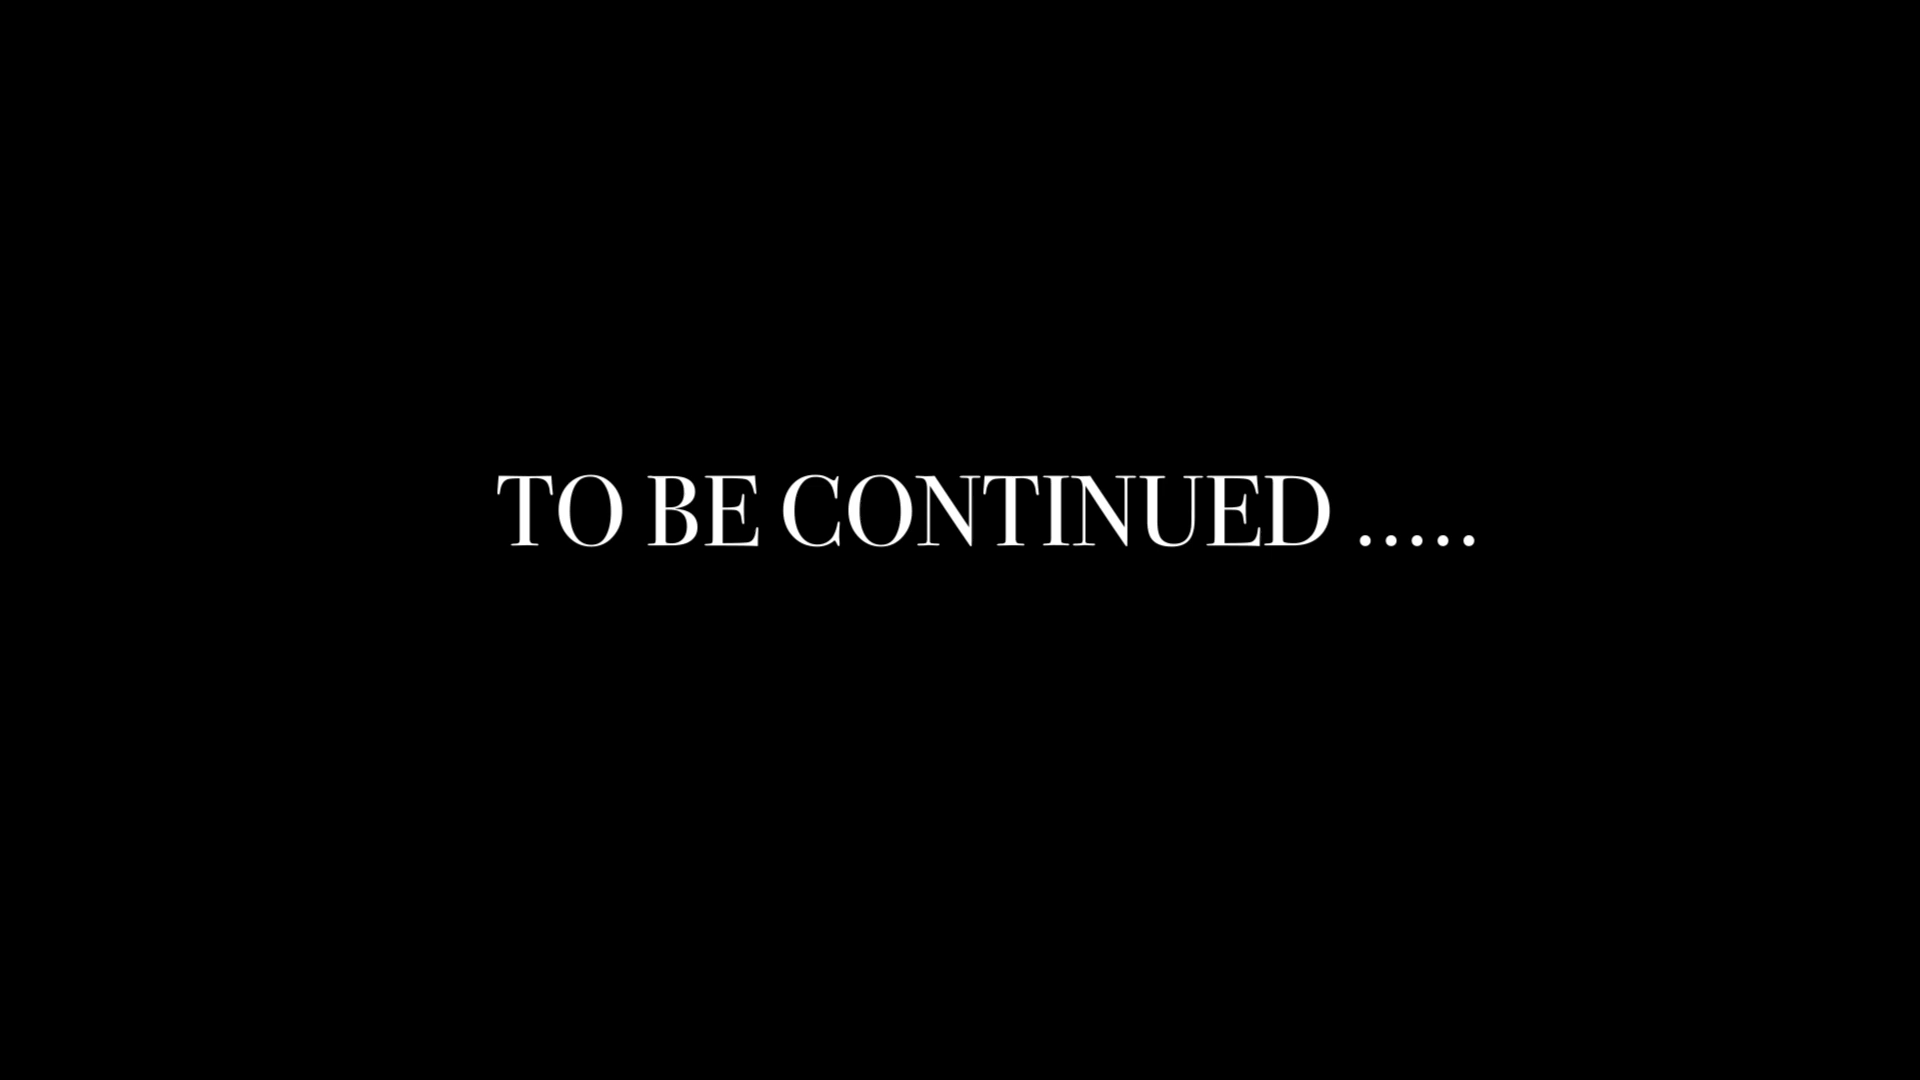 TO BE CONTINUED .....